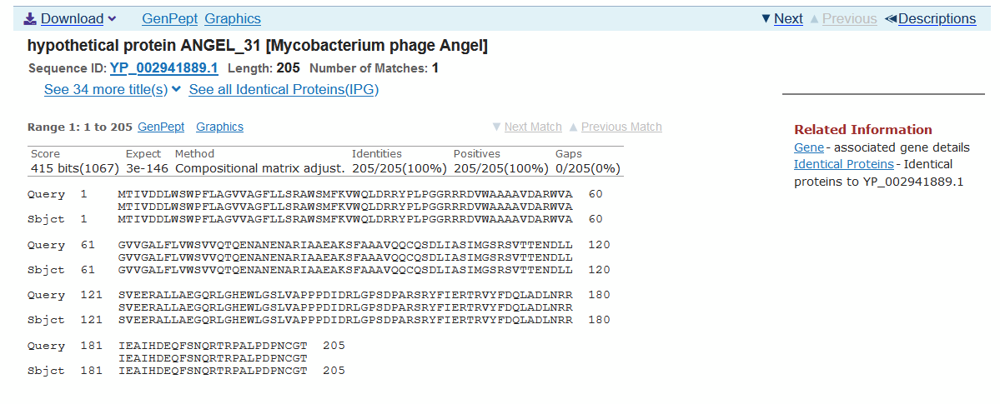 Download GenPept Graphics Next Previous Descriptions
hypothetical protein ANGEL_31 [Mycobacterium phage Angel]
Sequence ID: YP_002941889.1 Length: 205 Number of Matches: 1
See 34 more title(s) See all Identical Proteins(IPG)
Range 1: 1 to 205 GenPept Graphics Next Match Previous Match
Score Expect Method Identities Positives Gaps
415 bits(1067) 3e-146 Compositional matrix adjust. 205/205(100%) 205/205(100%) 0/205(0%)
Query 1 MTIVDDLWSWPFLAGVVAGFLLSRAWSMFKVWQLDRRYPLPGGRRRDVWAAAAVDARWVA 60
MTIVDDLWSWPFLAGVVAGFLLSRAWSMFKVWQLDRRYPLPGGRRRDVWAAAAVDARWVA
Sbjct 1 MTIVDDLWSWPFLAGVVAGFLLSRAWSMFKVWQLDRRYPLPGGRRRDVWAAAAVDARWVA 60
Query 61 GVVGALFLVWSVVQTQENANENARIAAEAKSFAAAVQQCQSDLIASIMGSRSVTTENDLL 120
GVVGALFLVWSVVQTQENANENARIAAEAKSFAAAVQQCQSDLIASIMGSRSVTTENDLL
Sbjct 61 GVVGALFLVWSVVQTQENANENARIAAEAKSFAAAVQQCQSDLIASIMGSRSVTTENDLL 120
Query 121 SVEERALLAEGQRLGHEWLGSLVAPPPDIDRLGPSDPARSRYFIERTRVYFDQLADLNRR 180
SVEERALLAEGQRLGHEWLGSLVAPPPDIDRLGPSDPARSRYFIERTRVYFDQLADLNRR
Sbjct 121 SVEERALLAEGQRLGHEWLGSLVAPPPDIDRLGPSDPARSRYFIERTRVYFDQLADLNRR 180
Query 181 IEAIHDEQFSNQRTRPALPDPNCGT 205
IEAIHDEQFSNQRTRPALPDPNCGT
Sbjct 181 IEAIHDEQFSNQRTRPALPDPNCGT 205
Related Information
Gene - associated gene details
Identical Proteins - Identical
proteins to YP_002941889.1